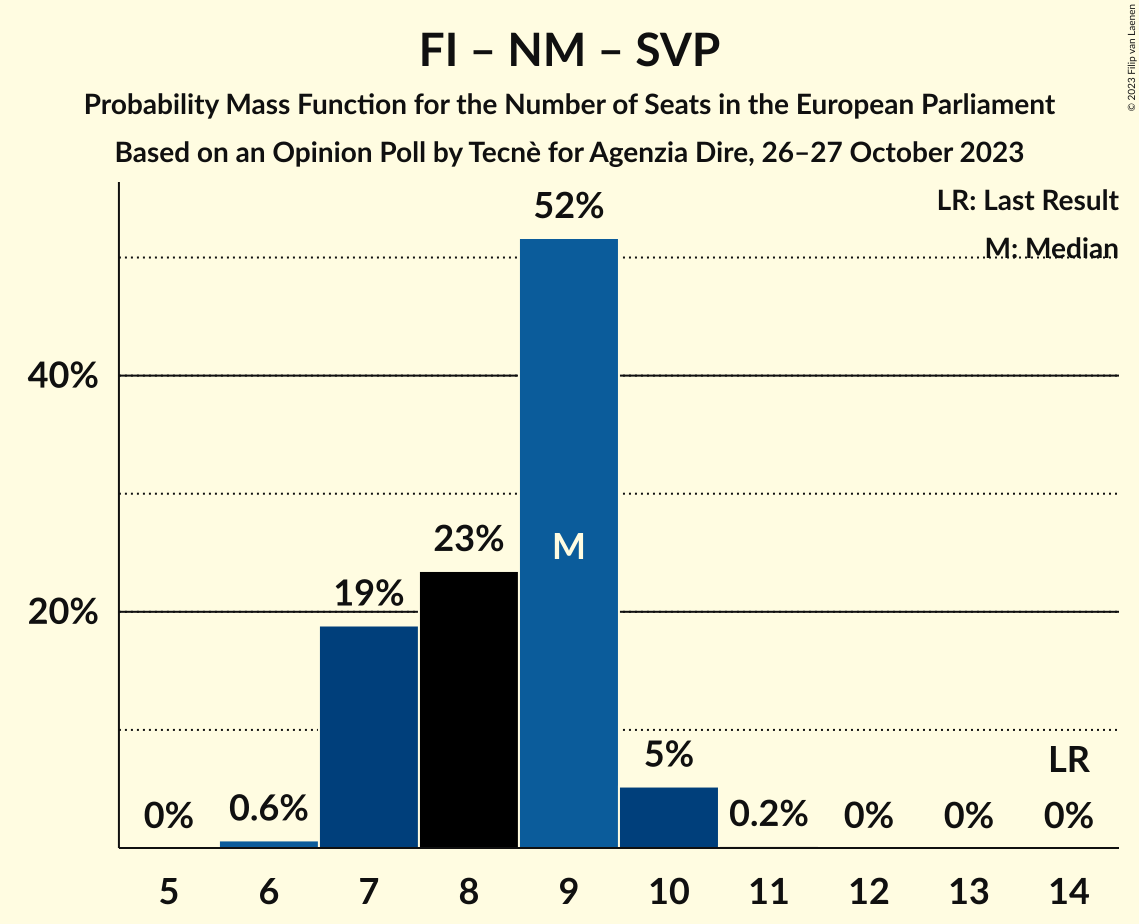 FI – NM – SVP
Probability Mass Function for the Number of Seats in the European Parliament
Based on an Opinion Poll by Tecnè for Agenzia Dire, 26–27 October 2023
© 2023 Filip van Laenen
LR: Last Result
M: Median
52%
40%
23%
M
19%
20%
5%
LR
0%
0.6%
0.2%
0%
0%
0%
5 6 7 8 9 10 11 12 13 14